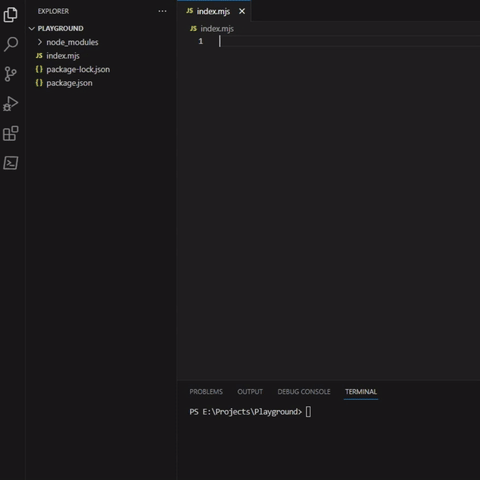 EXPLORER
PLAYGROUND
node_modules
JS index.mjs
{} package-lock.json
{} package.json
JS index.mjs
JS index.mjs
1
PROBLEMS OUTPUT DEBUG CONSOLE TERMINAL
PS E:\Projects\Playground>